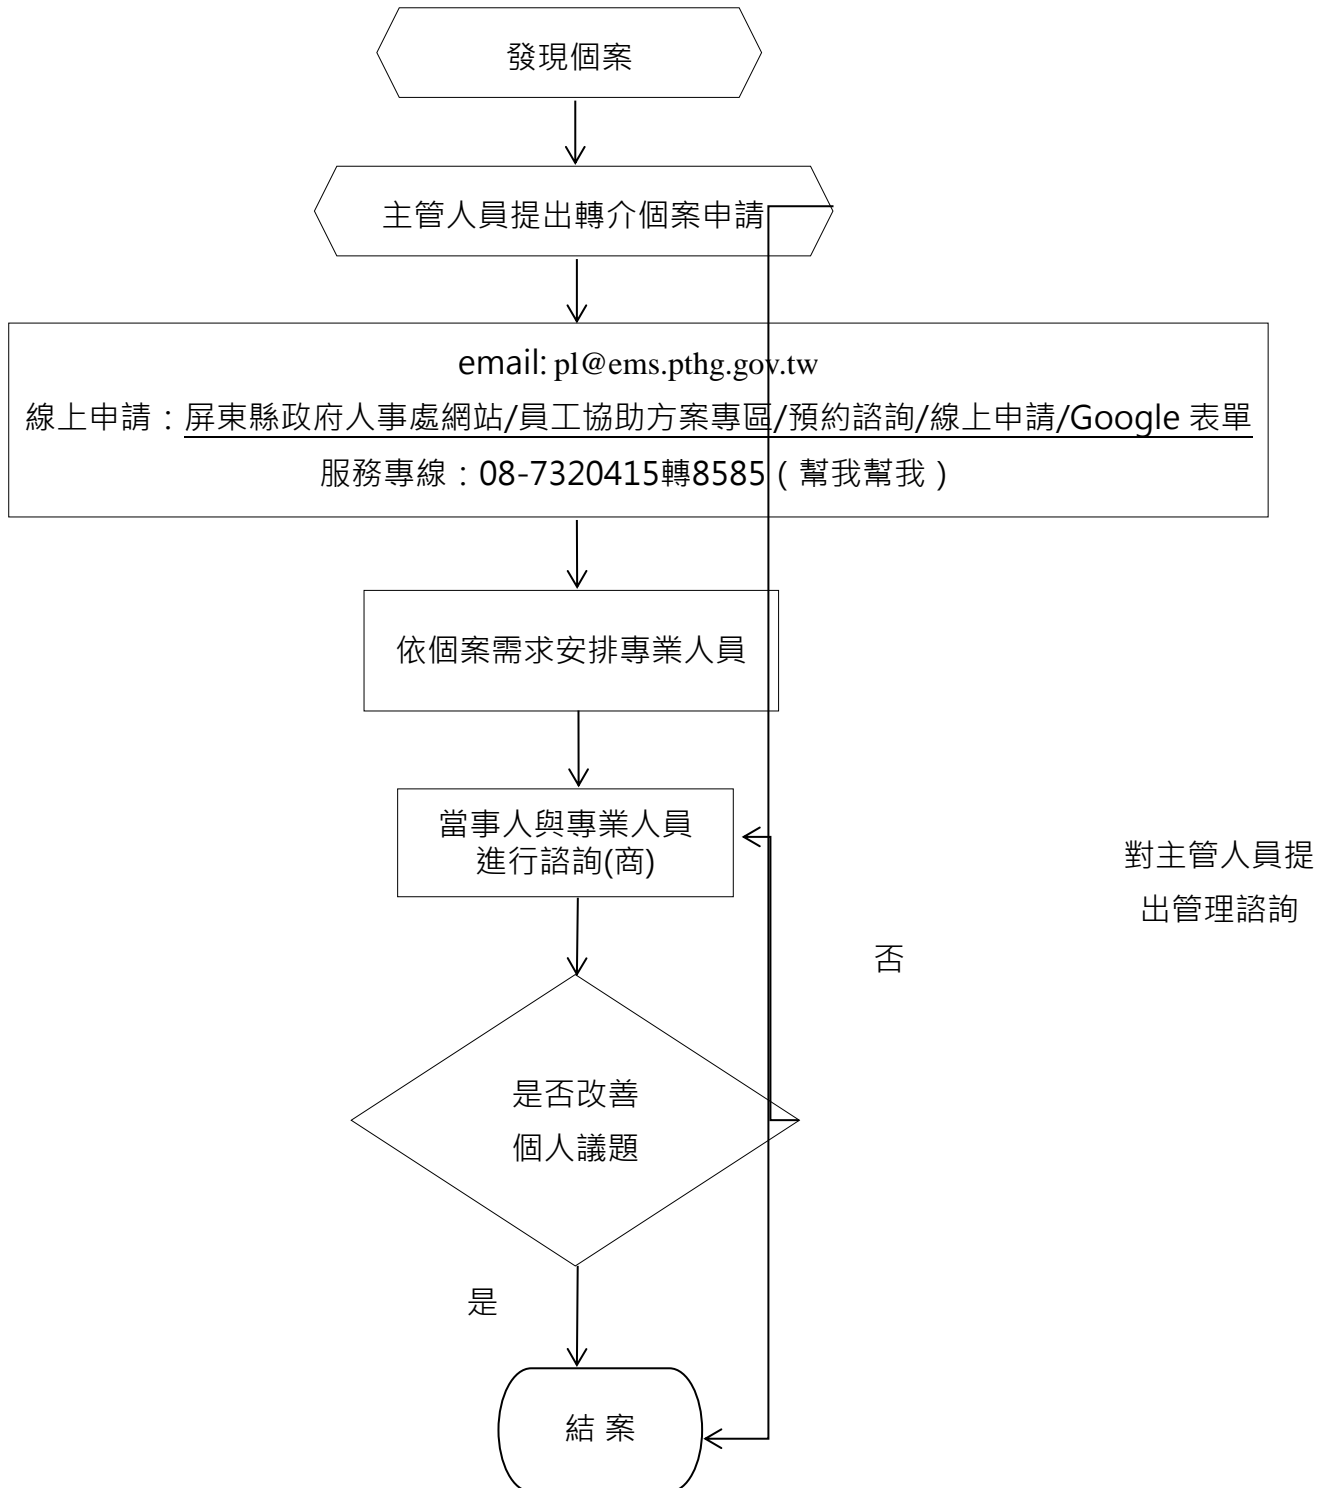 發現個案
主管人員提出轉介個案申請
email: pl@ems.pthg.gov.tw
線上申請：屏東縣政府人事處網站/員工協助方案專區/預約諮詢/線上申請/Google 表單
服務專線：08-7320415轉8585（幫我幫我）
依個案需求安排專業人員
當事人與專業人員
進行諮詢(商)
對主管人員提
出管理諮詢
否
是否改善
個人議題
是
結 案